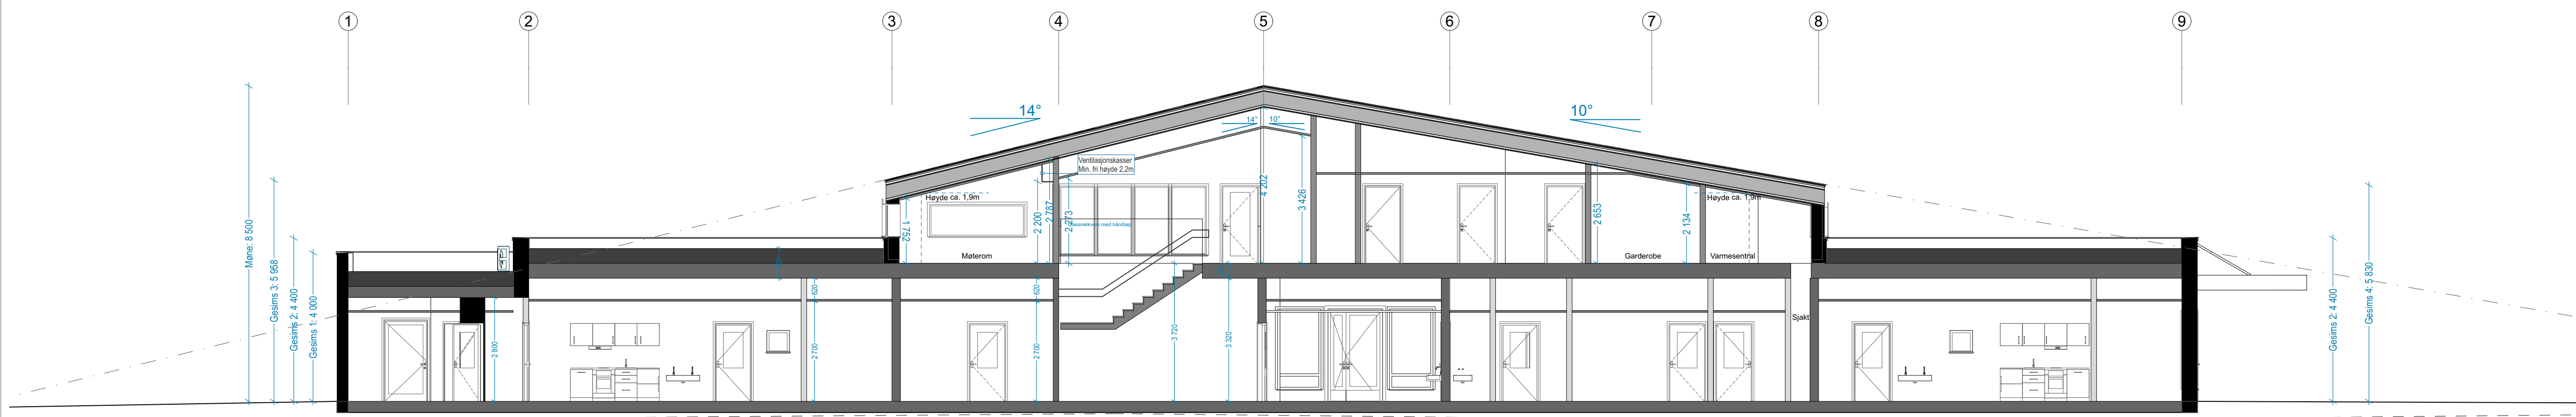 1
2
3
4
5
6
7
8
9
14°
10°
14°
10°
Ventilasjonskasser
Min. fri høyde 2,2m
Møne: 8 500
Gesims 3: 5 958
Gesims 2: 4 400
Gesims 1: 4 000
Høyde ca. 1,9m
1 752
2 200
2 787
2 273
med håndløp
4 202
3 426
2 653
2 134
Høyde ca. 1,9m
Møterom
Garderobe
Varmesentral
Gesims 2: 4 400
Gesims 4: 5 830
2 800
620
2 700
620
2 700
3 720
3 320
Sjakt